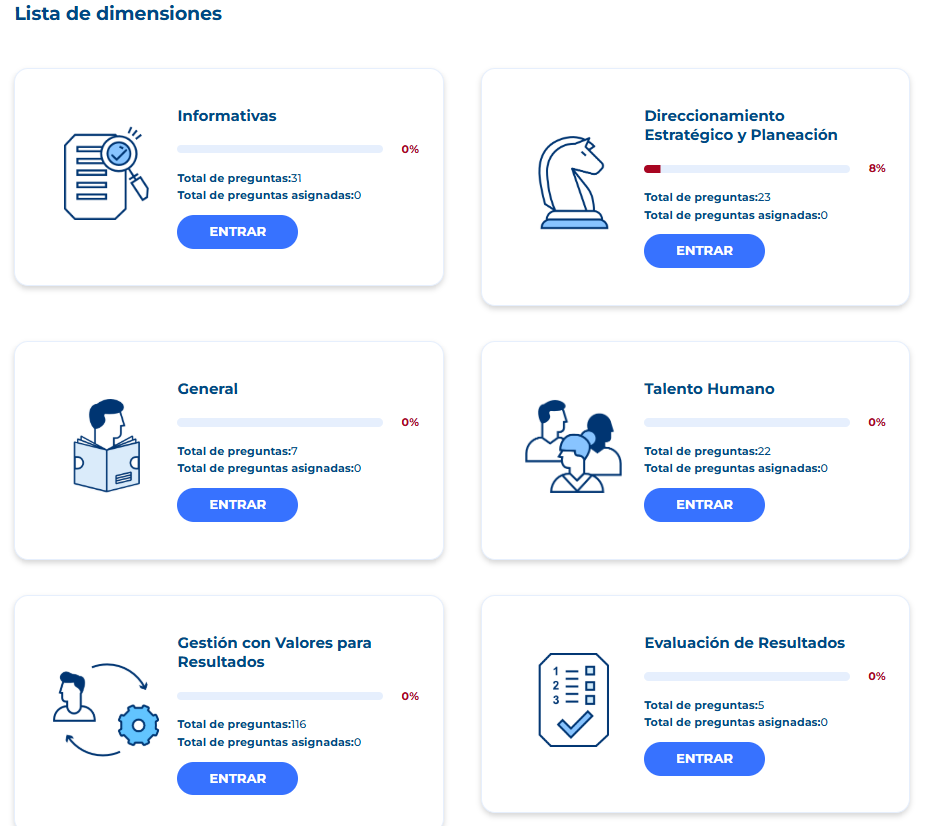 Lista de dimensiones
Informativas
0%
Total de preguntas:31
Total de preguntas asignadas:0
ENTRAR
Direccionamiento
Estratégico y Planeación
8%
Total de preguntas:23
Total de preguntas asignadas:0
ENTRAR
General
0%
Total de preguntas:7
Total de preguntas asignadas:0
ENTRAR
Talento Humano
0%
Total de preguntas:22
Total de preguntas asignadas:0
ENTRAR
Gestión con Valores para
Resultados
0%
Total de preguntas:116
Total de preguntas asignadas:0
ENTRAR
1
2
3
Evaluación de Resultados
0%
Total de preguntas:5
Total de preguntas asignadas:0
ENTRAR